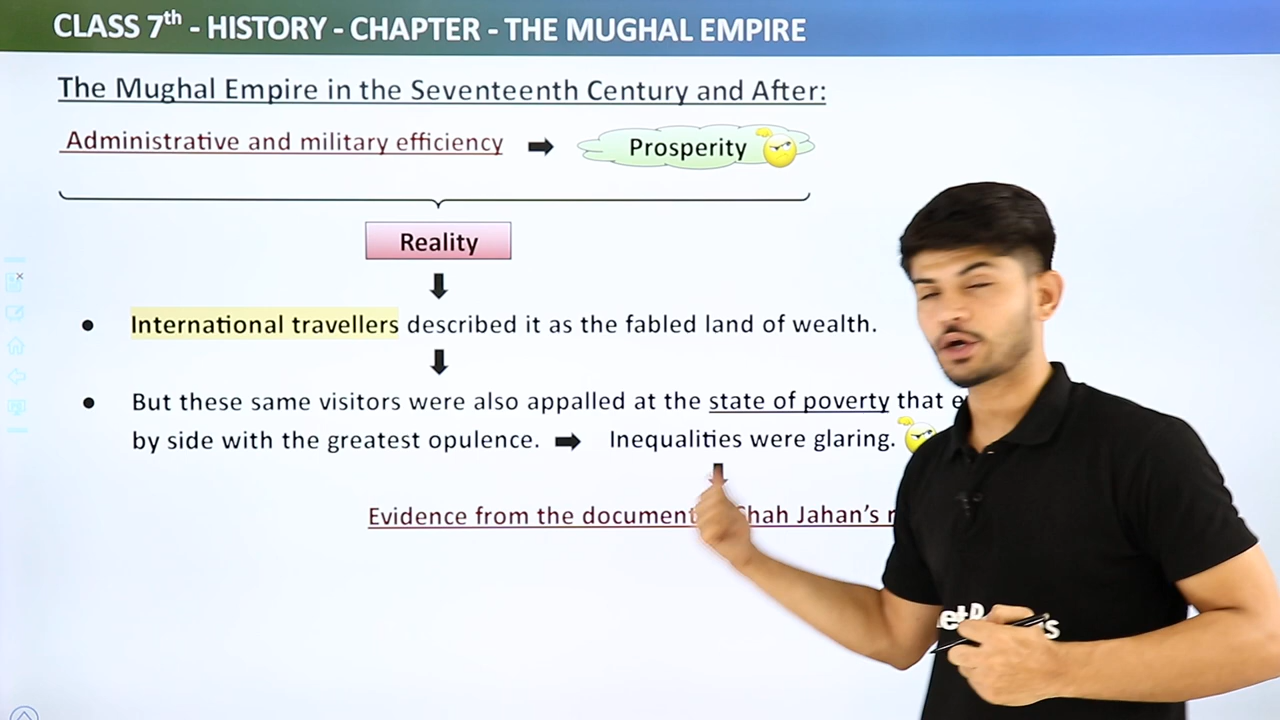 CLASS 7th - HISTORY - CHAPTER - THE MUGHAL EMPIRE
The Mughal Empire in the Seventeenth Century and After:
Administrative and military efficiency
Prosperity
Reality
International travellers described it as the fabled land of wealth.
But these same visitors were also appalled at the state of poverty that
by side with the greatest opulence. Inequalities were glaring.
Evidence from the document Shah Jahan's